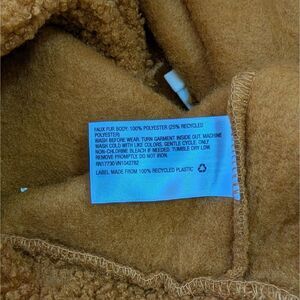 FAUX FUR BODY: 100% POLYESTER (25% RECYCLED
POLYESTER)
WASH BEFORE WEAR, TURN GARMENT INSIDE OUT, MACHINE
WASH COLD WITH LIKE COLORS, GENTLE CYCLE, ONLY
NON-CHLORINE BLEACH IF NEEDED, TUMBLE DRY LOW,
REMOVE PROMPTLY, DO NOT IRON.
RN17730 VN1042782
LABEL MADE FROM 100% RECYCLED PLASTIC